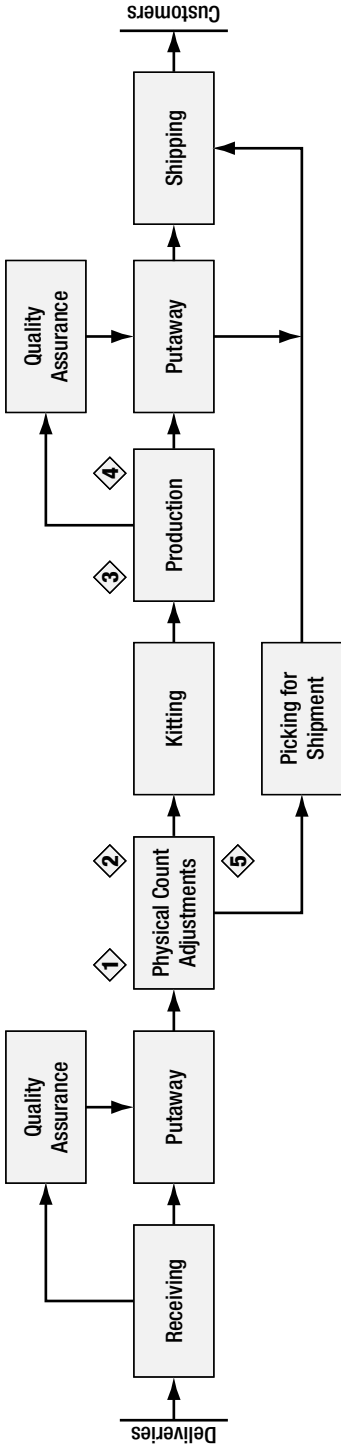 Deliveries
Receiving
Quality
Assurance
Putaway
1
Physical Count
Adjustments
2
5
Kitting
Picking for
Shipment
3
Production
4
Quality
Assurance
Putaway
Shipping
Customers